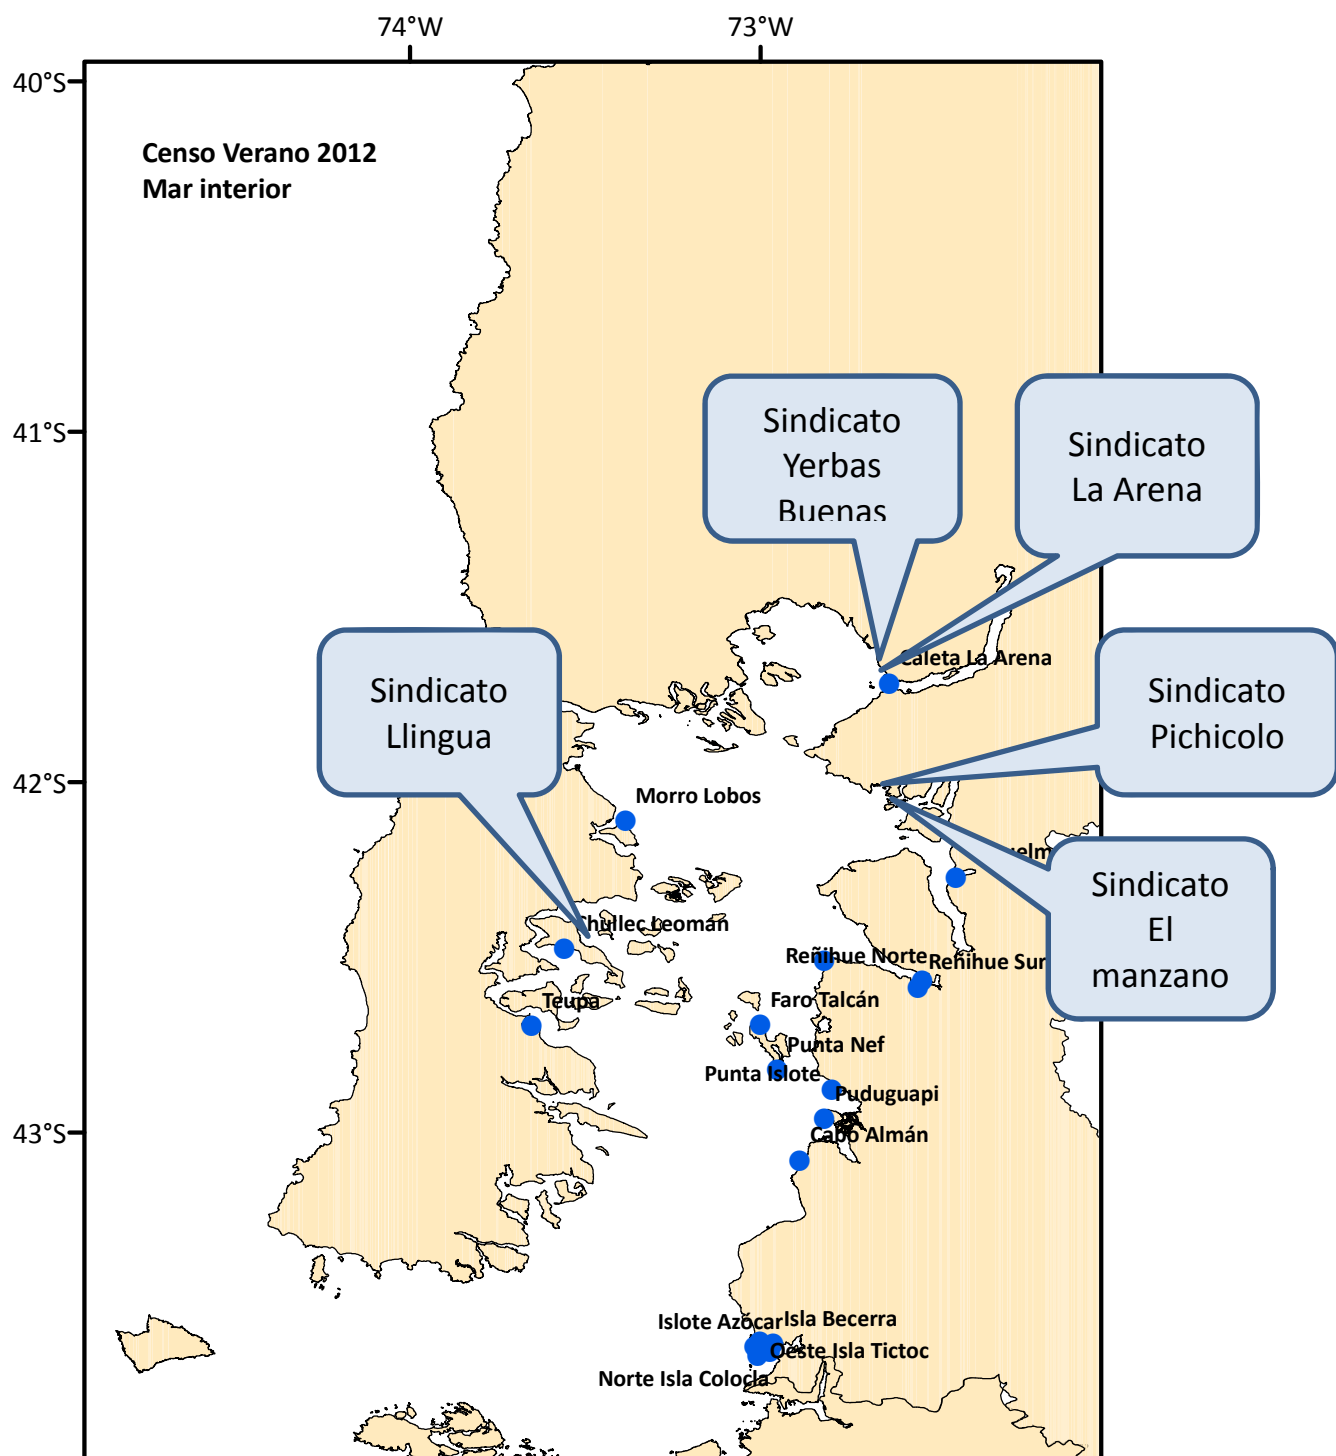 74°W
73°W
40°S
Censo Verano 2012
Mar interior
41°S
Sindicato
Yerbas
Buenas
Sindicato
La Arena
Caleta La Arena
Sindicato
Llingua
Sindicato
Pichicolo
42°S
Morro Lobos
Sindicato
El
manzano
Chullec Leoman
Reñihue Norte
Reñihue Sur
Teupa
Faro Talcán
Punta Nef
Punta Islote
Puduguapi
43°S
Cabo Almán
Islote Azócar
Isla Becerra
Oeste Isla Tictoc
Norte Isla Colocla